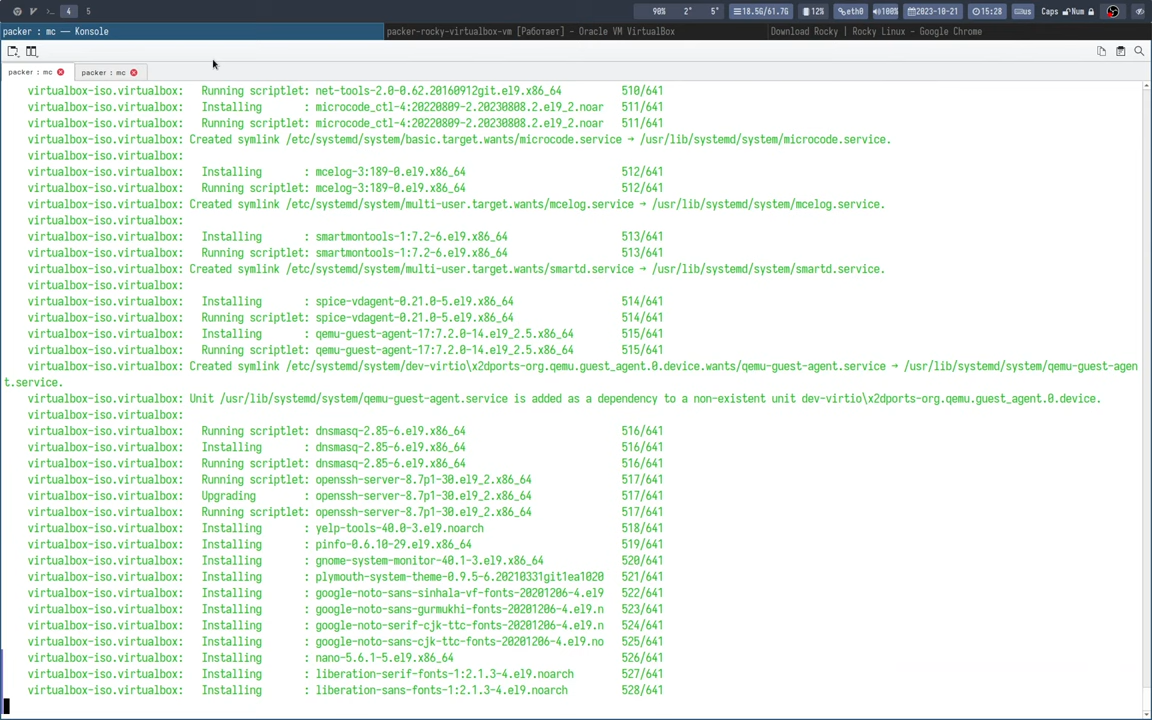 4 5 90% 2° 5° 18.5G/61.7G 12% eth0 100% 2023-10-21 15:28 us Caps Num
packer : mc — Konsole packer-rocky-virtualbox-vm [Работает] - Oracle VM VirtualBox Download Rocky | Rocky Linux - Google Chrome
packer : mc packer : mc
virtualbox-iso.virtualbox: Running scriptlet: net-tools-2.0-0.62.20160912git.el9.x86_64 510/641
virtualbox-iso.virtualbox: Installing : microcode_ctl-4:20220809-2.20230808.2.el9_2.noar 511/641
virtualbox-iso.virtualbox: Running scriptlet: microcode_ctl-4:20220809-2.20230808.2.el9_2.noar 511/641
virtualbox-iso.virtualbox: Created symlink /etc/systemd/system/basic.target.wants/microcode.service → /usr/lib/systemd/system/microcode.service.
virtualbox-iso.virtualbox:
virtualbox-iso.virtualbox: Installing : mcelog-3:189-0.el9.x86_64 512/641
virtualbox-iso.virtualbox: Running scriptlet: mcelog-3:189-0.el9.x86_64 512/641
virtualbox-iso.virtualbox: Created symlink /etc/systemd/system/multi-user.target.wants/mcelog.service → /usr/lib/systemd/system/mcelog.service.
virtualbox-iso.virtualbox:
virtualbox-iso.virtualbox: Installing : smartmontools-1:7.2-6.el9.x86_64 513/641
virtualbox-iso.virtualbox: Running scriptlet: smartmontools-1:7.2-6.el9.x86_64 513/641
virtualbox-iso.virtualbox: Created symlink /etc/systemd/system/multi-user.target.wants/smartd.service → /usr/lib/systemd/system/smartd.service.
virtualbox-iso.virtualbox:
virtualbox-iso.virtualbox: Installing : spice-vdagent-0.21.0-5.el9.x86_64 514/641
virtualbox-iso.virtualbox: Running scriptlet: spice-vdagent-0.21.0-5.el9.x86_64 514/641
virtualbox-iso.virtualbox: Installing : qemu-guest-agent-17:7.2.0-14.el9_2.5.x86_64 515/641
virtualbox-iso.virtualbox: Running scriptlet: qemu-guest-agent-17:7.2.0-14.el9_2.5.x86_64 515/641
virtualbox-iso.virtualbox: Created symlink /etc/systemd/system/dev-virtio\x2dports-org.qemu.guest_agent.0.device.wants/qemu-guest-agent.service → /usr/lib/systemd/system/qemu-guest-agen
t.service.
virtualbox-iso.virtualbox: Unit /usr/lib/systemd/system/qemu-guest-agent.service is added as a dependency to a non-existent unit dev-virtio\x2dports-org.qemu.guest_agent.0.device.
virtualbox-iso.virtualbox:
virtualbox-iso.virtualbox: Running scriptlet: dnsmasq-2.85-6.el9.x86_64 516/641
virtualbox-iso.virtualbox: Installing : dnsmasq-2.85-6.el9.x86_64 516/641
virtualbox-iso.virtualbox: Running scriptlet: dnsmasq-2.85-6.el9.x86_64 516/641
virtualbox-iso.virtualbox: Running scriptlet: openssh-server-8.7p1-30.el9_2.x86_64 517/641
virtualbox-iso.virtualbox: Upgrading : openssh-server-8.7p1-30.el9_2.x86_64 517/641
virtualbox-iso.virtualbox: Running scriptlet: openssh-server-8.7p1-30.el9_2.x86_64 517/641
virtualbox-iso.virtualbox: Installing : yelp-tools-40.0-3.el9.noarch 518/641
virtualbox-iso.virtualbox: Installing : pinfo-0.6.10-29.el9.x86_64 519/641
virtualbox-iso.virtualbox: Installing : gnome-system-monitor-40.1-3.el9.x86_64 520/641
virtualbox-iso.virtualbox: Installing : plymouth-system-theme-0.9.5-6.20210331git1ea1020 521/641
virtualbox-iso.virtualbox: Installing : google-noto-sans-sinhala-vf-fonts-20201206-4.el9 522/641
virtualbox-iso.virtualbox: Installing : google-noto-sans-gurmukhi-fonts-20201206-4.el9.n 523/641
virtualbox-iso.virtualbox: Installing : google-noto-serif-cjk-ttc-fonts-20201206-4.el9.n 524/641
virtualbox-iso.virtualbox: Installing : google-noto-sans-cjk-ttc-fonts-20201206-4.el9.no 525/641
virtualbox-iso.virtualbox: Installing : nano-5.6.1-5.el9.x86_64 526/641
virtualbox-iso.virtualbox: Installing : liberation-serif-fonts-1:2.1.3-4.el9.noarch 527/641
virtualbox-iso.virtualbox: Installing : liberation-sans-fonts-1:2.1.3-4.el9.noarch 528/641